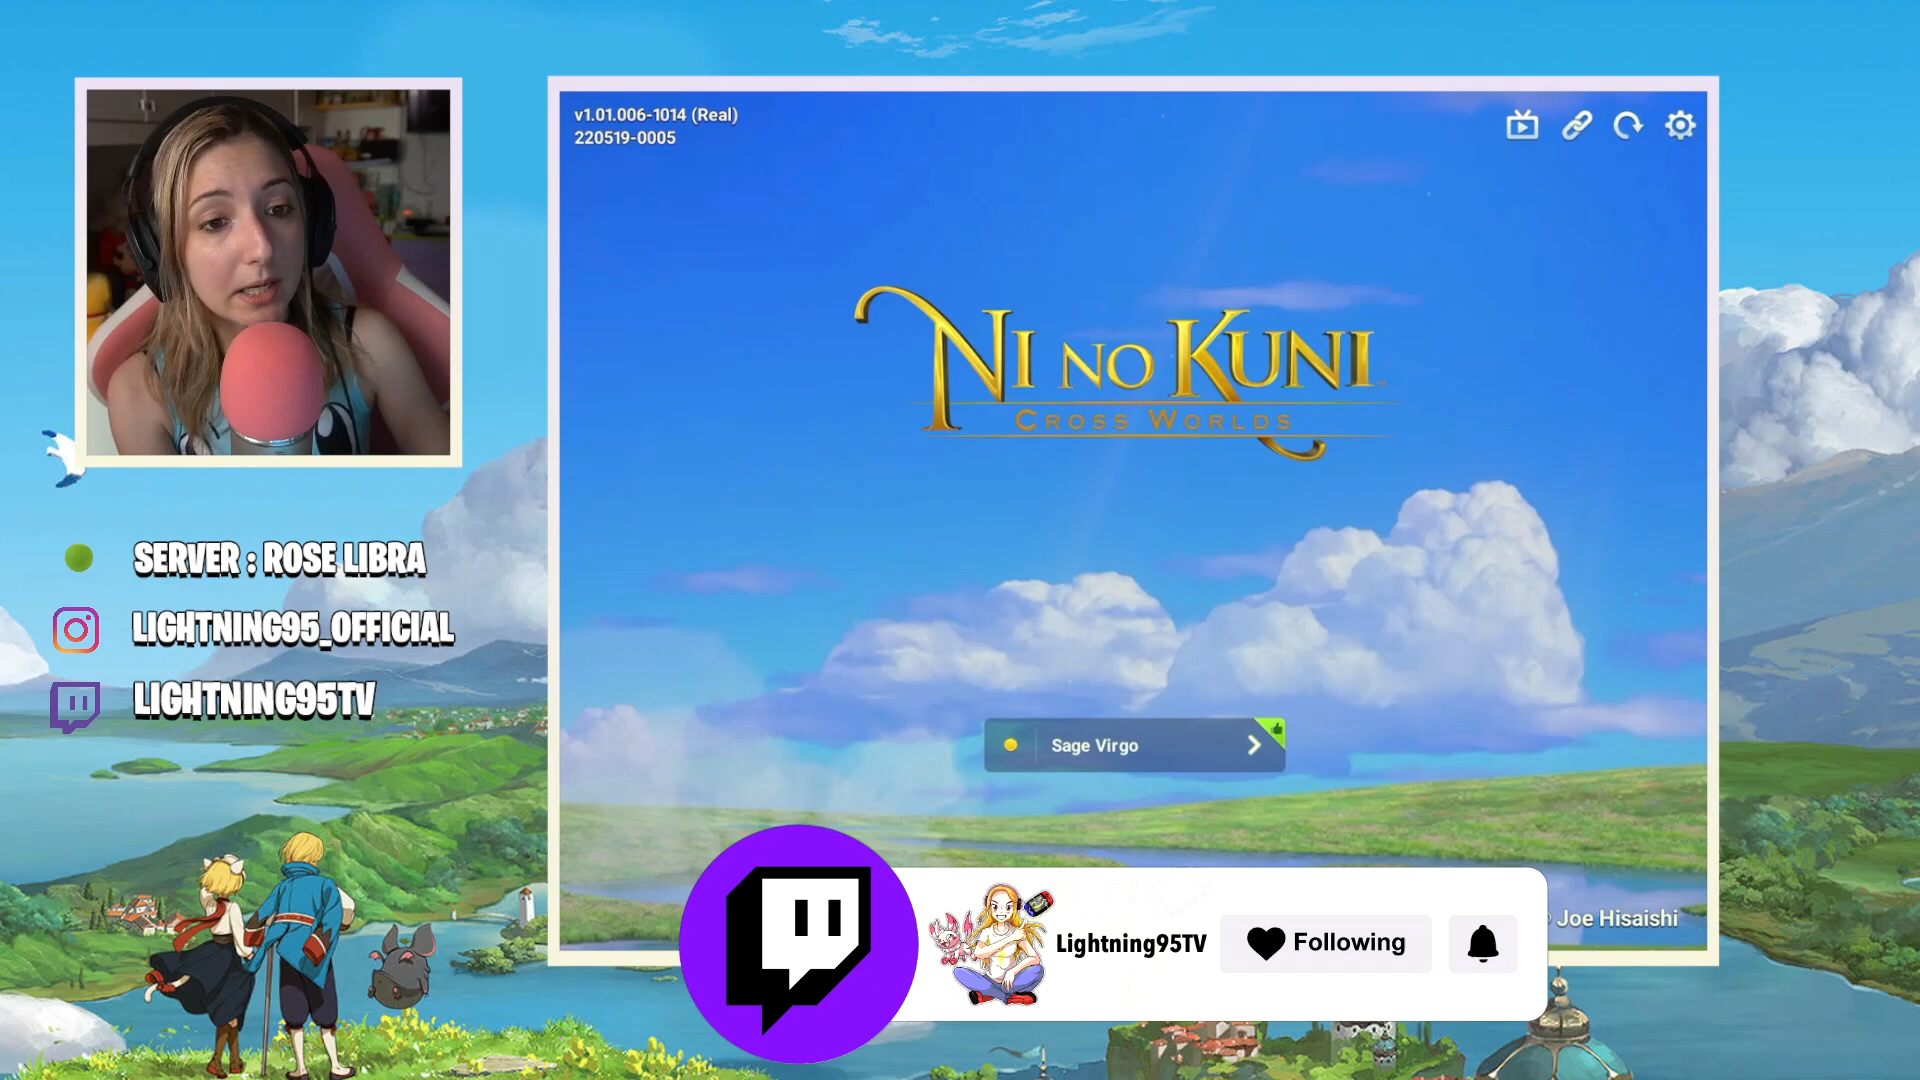 v1.01.006-1014 (Real)
220519-0005
NI NO KUNI
CROSS WORLDS
SERVER : ROSE LIBRA
LIGHTNING95_OFFICIAL
LIGHTNING95TV
Sage Virgo
Joe Hisaishi
Lightning95TV
Following